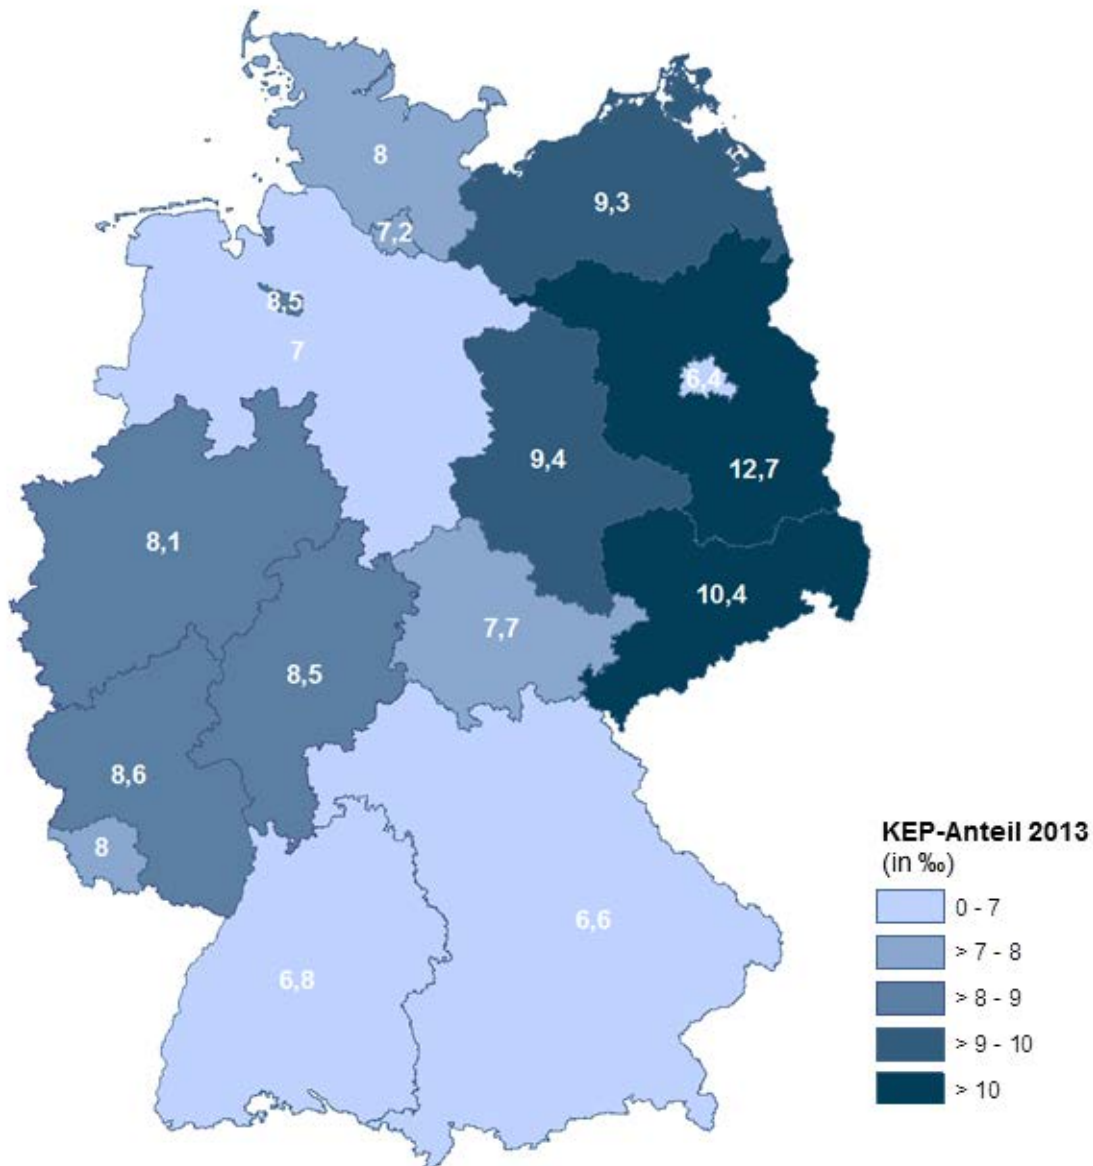 8
9,3
7,2
8,5
7
6,4
9,4
12,7
8,1
10,4
7,7
8,5
8,6
8
6,6
6,8
KEP-Anteil 2013
(in ‰)
0 - 7
> 7 - 8
> 8 - 9
> 9 - 10
> 10